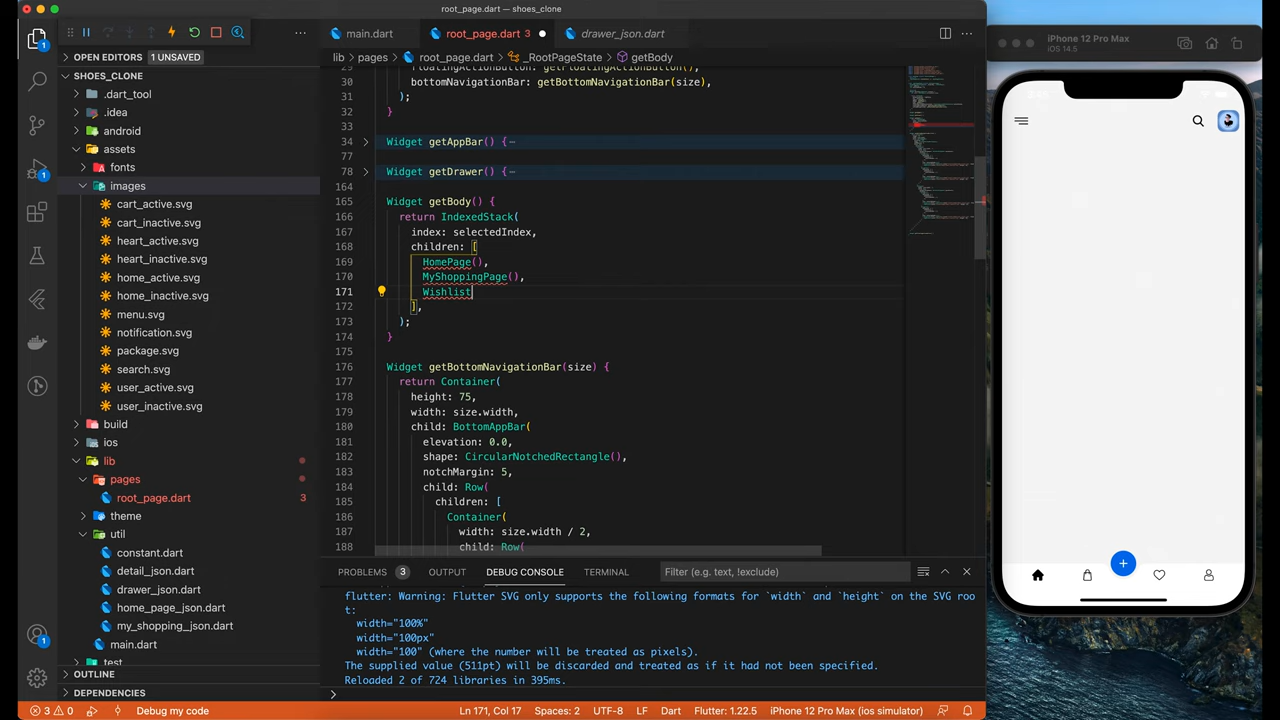 root_page.dart — shoes_clone
main.dart
root_page.dart 3
drawer_json.dart
OPEN EDITORS 1 UNSAVED
SHOES_CLONE
.dart_tool
.idea
android
assets
fonts
images
cart_active.svg
cart_inactive.svg
heart_active.svg
heart_inactive.svg
home_active.svg
home_inactive.svg
menu.svg
notification.svg
package.svg
search.svg
user_active.svg
user_inactive.svg
build
ios
lib
pages
root_page.dart 3
theme
util
constant.dart
detail_json.dart
drawer_json.dart
home_page_json.dart
my_shopping_json.dart
main.dart
test
OUTLINE
DEPENDENCIES
lib > pages > root_page.dart > _RootPageState > getBody
29 floatingActionButton: getFloatingActionButton(),
30 bottomNavigationBar: getBottomNavigationBar(size),
31 );
32 }
33
34 Widget getAppBar() {⋯
77
78 Widget getDrawer() {⋯
164
165 Widget getBody() {
166 return IndexedStack(
167 index: selectedIndex,
168 children: [
169 HomePage(),
170 MyShoppingPage(),
171 Wishlist
172 ],
173 );
174 }
175
176 Widget getBottomNavigationBar(size) {
177 return Container(
178 height: 75,
179 width: size.width,
180 child: BottomAppBar(
181 elevation: 0.0,
182 shape: CircularNotchedRectangle(),
183 notchMargin: 5,
184 child: Row(
185 children: [
186 Container(
187 width: size.width / 2,
188 child: Row(
PROBLEMS 3 OUTPUT DEBUG CONSOLE TERMINAL Filter (e.g. text, !exclude)
flutter: Warning: Flutter SVG only supports the following formats for `width` and `height` on the SVG roo
t:
width="100%"
width="100px"
width="100" (where the number will be treated as pixels).
The supplied value (511pt) will be discarded and treated as if it had not been specified.
Reloaded 2 of 724 libraries in 395ms.
3 0 Debug my code
Ln 171, Col 17 Spaces: 2 UTF-8 LF Dart Flutter: 1.22.5 iPhone 12 Pro Max (ios simulator)
iPhone 12 Pro Max
iOS 14.5